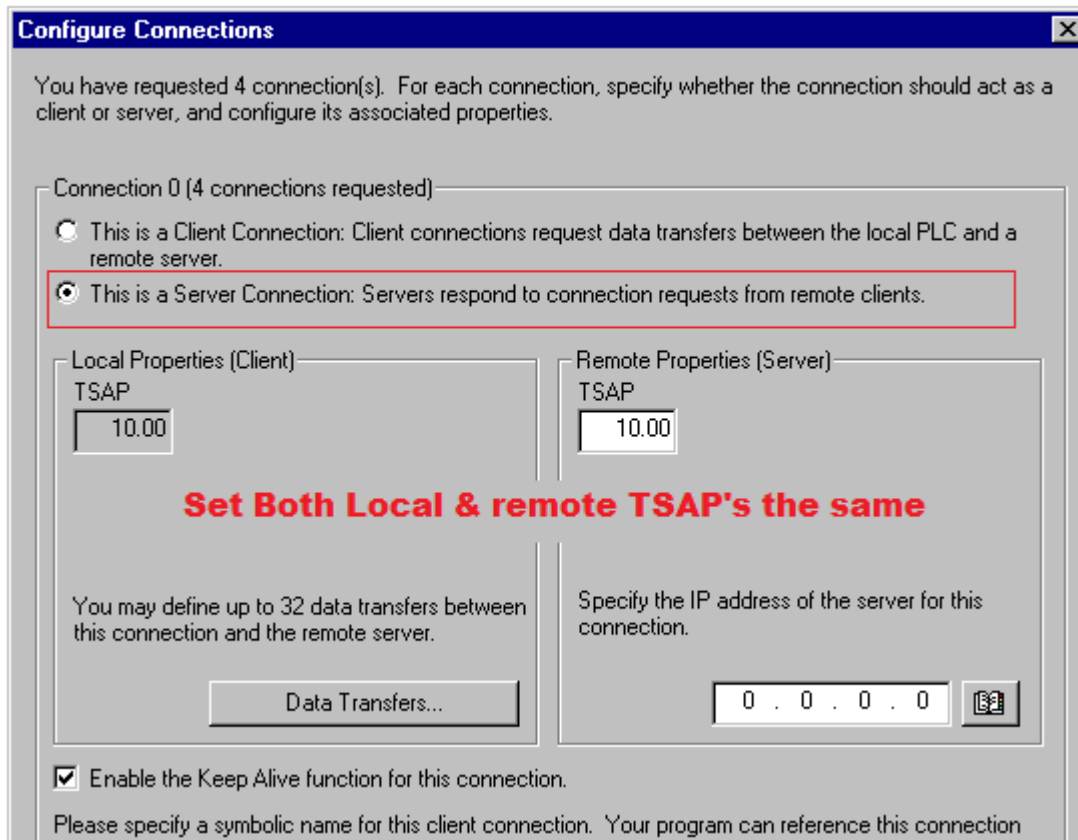 Configure Connections
You have requested 4 connection(s). For each connection, specify whether the connection should act as a
client or server, and configure its associated properties.
Connection 0 (4 connections requested)
This is a Client Connection: Client connections request data transfers between the local PLC and a
remote server.
This is a Server Connection: Servers respond to connection requests from remote clients.
Local Properties (Client)
TSAP
10.00
Remote Properties (Server)
TSAP
10.00
Set Both Local & remote TSAP's the same
You may define up to 32 data transfers between
this connection and the remote server.
Data Transfers...
Specify the IP address of the server for this
connection.
0 . 0 . 0 . 0
Enable the Keep Alive function for this connection.
Please specify a symbolic name for this client connection. Your program can reference this connection